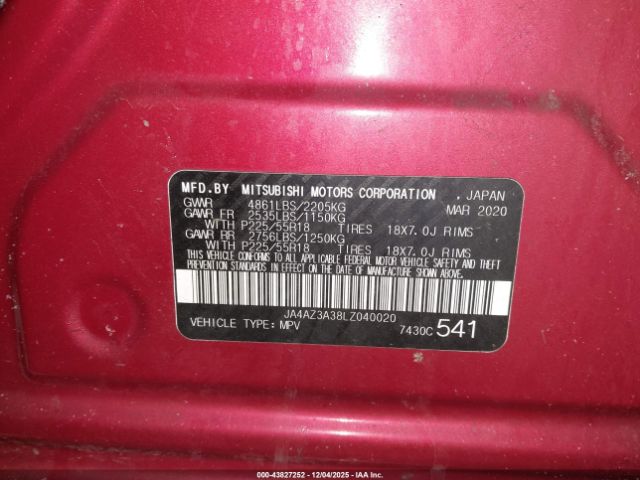 MFD.BY MITSUBISHI MOTORS CORPORATION , JAPAN
GVWR 4861LBS/2205KG MAR 2020
GAWR FR 2535LBS/1150KG
WITH P225/55R18 TIRES 18X7.0J RIMS
GAWR RR 2756LBS/1250KG
WITH P225/55R18 TIRES 18X7.0J RIMS
THIS VEHICLE CONFORMS TO ALL APPLICABLE FEDERAL MOTOR VEHICLE SAFETY AND THEFT
PREVENTION STANDARDS IN EFFECT ON THE DATE OF MANUFACTURE SHOWN ABOVE.
JA4AZ3A38LZ040020
VEHICLE TYPE: MPV 7430C 541
000-43827252 - 12/04/2025 - IAA Inc.